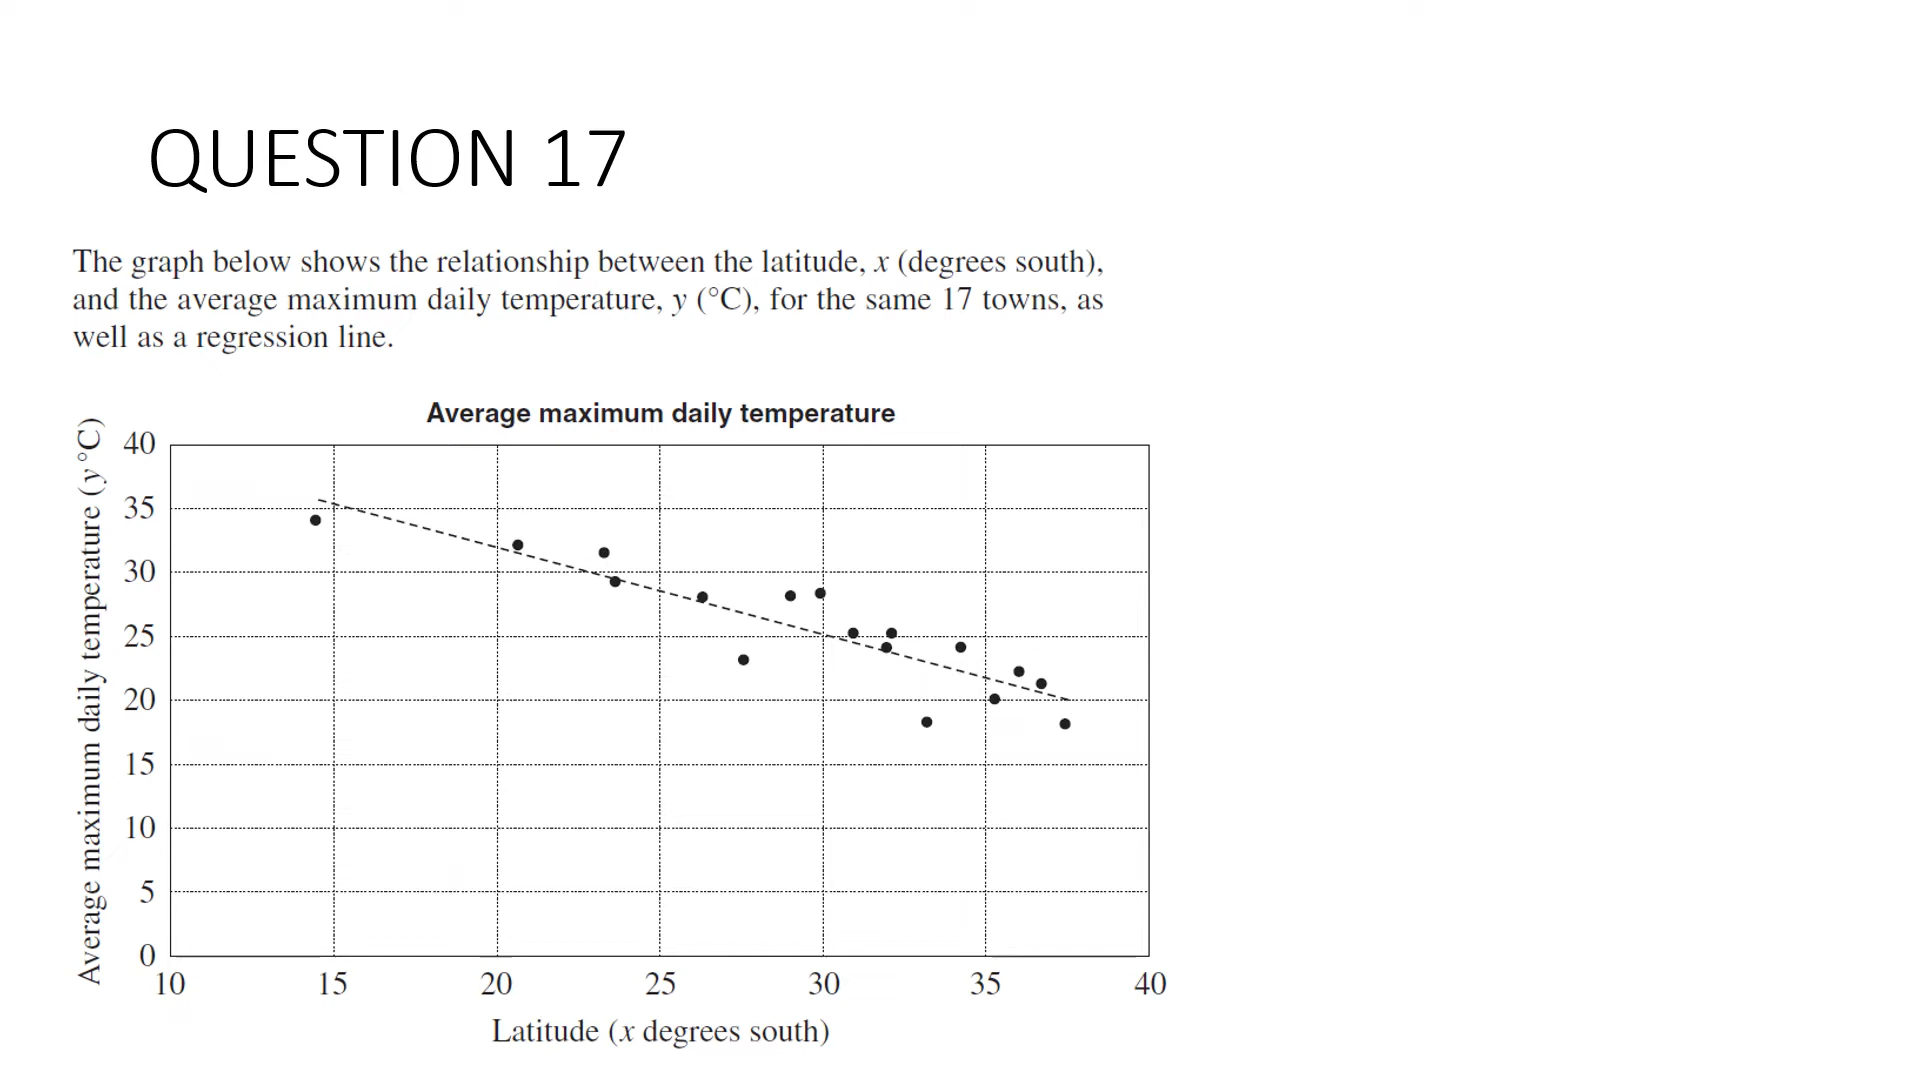 QUESTION 17
The graph below shows the relationship between the latitude, x (degrees south),
and the average maximum daily temperature, y (°C), for the same 17 towns, as
well as a regression line.
Average maximum daily temperature
Average maximum daily temperature (y °C)
40
35
30
25
20
15
10
5
0
10 15 20 25 30 35 40
Latitude (x degrees south)